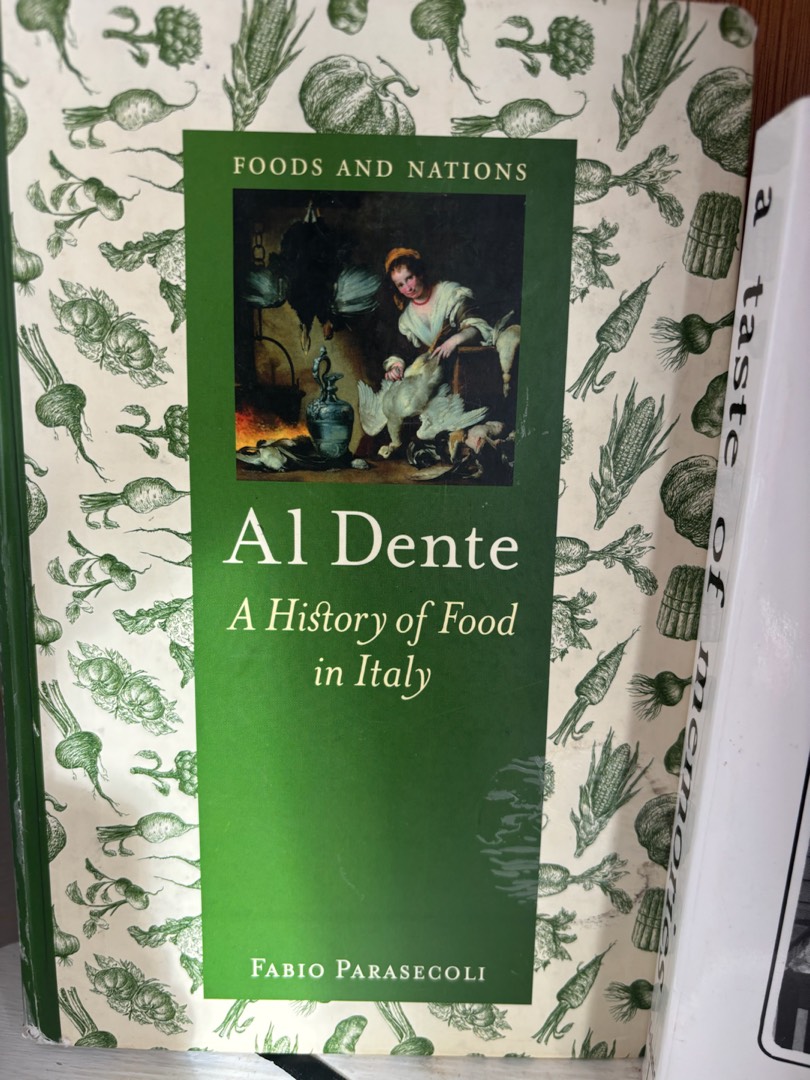 FOODS AND NATIONS
Al Dente
A History of Food
in Italy
FABIO PARASECOLI
a taste of memories